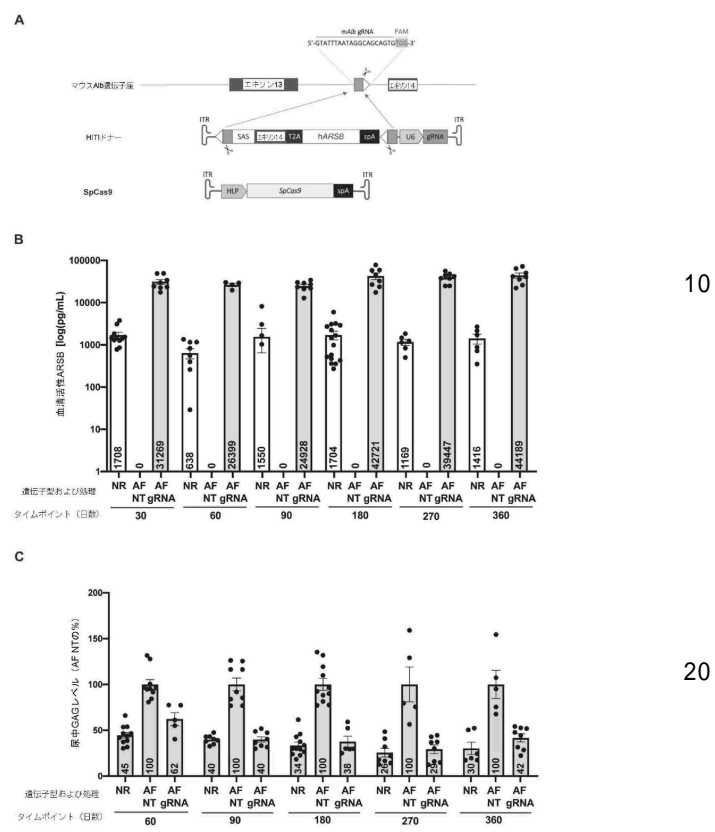 A
mAlb gRNA FAM
5'-GTATTTAATAGGCAGCAGTGTGG-3'
マウスAlb遺伝子座 エキソン13 エキソン14
ITR ITR
HITIドナー SAS エキソン14 T2A hARSB spA U6 gRNA
ITR ITR
SpCas9 HLP SpCas9 spA
B
血清活性ARSB [log(pg/mL)]
100000
10000
1000
100
10
1
1708 0 31269 638 0 26399 1550 0 24928 1704 0 42721 1169 0 39447 1416 0 44189
遺伝子型および処理 NR AF AF NR AF AF NR AF AF NR AF AF NR AF AF NR AF AF
NT gRNA NT gRNA NT gRNA NT gRNA NT gRNA NT gRNA
タイムポイント(日数) 30 60 90 180 270 360
10
C
尿中GAGレベル(AF NTの%)
200
150
100
50
0
45 100 62 40 100 40 34 100 38 26 100 29 30 100 42
遺伝子型および処理 NR AF AF NR AF AF NR AF AF NR AF AF NR AF AF
NT gRNA NT gRNA NT gRNA NT gRNA NT gRNA
タイムポイント(日数) 60 90 180 270 360
20